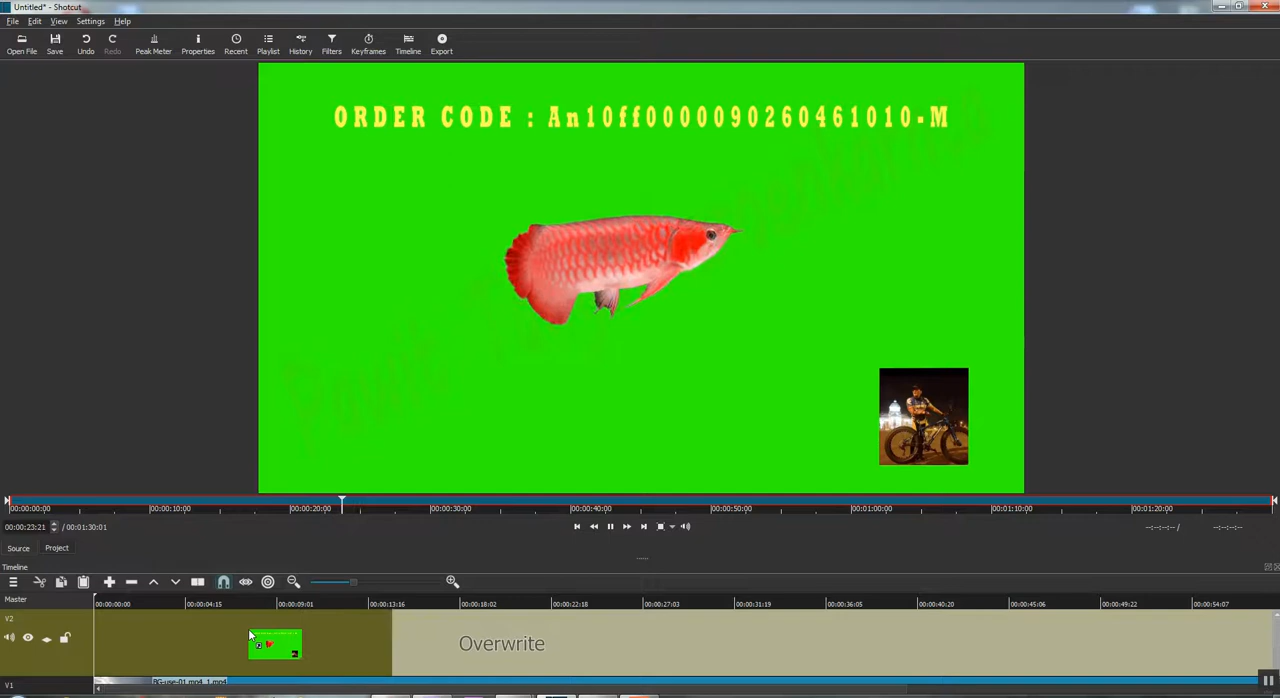 Untitled* - Shotcut
File Edit View Settings Help
Open File Save Undo Redo Peak Meter Properties Recent Playlist History Filters Keyframes Timeline Export
ORDER CODE : An10ff0000090260461010-M
00:00:00:00 00:00:10:00 00:00:20:00 00:00:30:00 00:00:40:00 00:00:50:00 00:01:00:00 00:01:10:00 00:01:20:00
00:00:23:21 / 00:01:30:01 --:--:--:-- / --:--:--:--
Source Project
Timeline
Master 00:00:00:00 00:00:04:15 00:00:09:01 00:00:13:16 00:00:18:02 00:00:22:18 00:00:27:03 00:00:31:19 00:00:36:05 00:00:40:20 00:00:45:06 00:00:49:22 00:00:54:07
V2
Overwrite
V1 BG-use-01.mp4_1.mp4